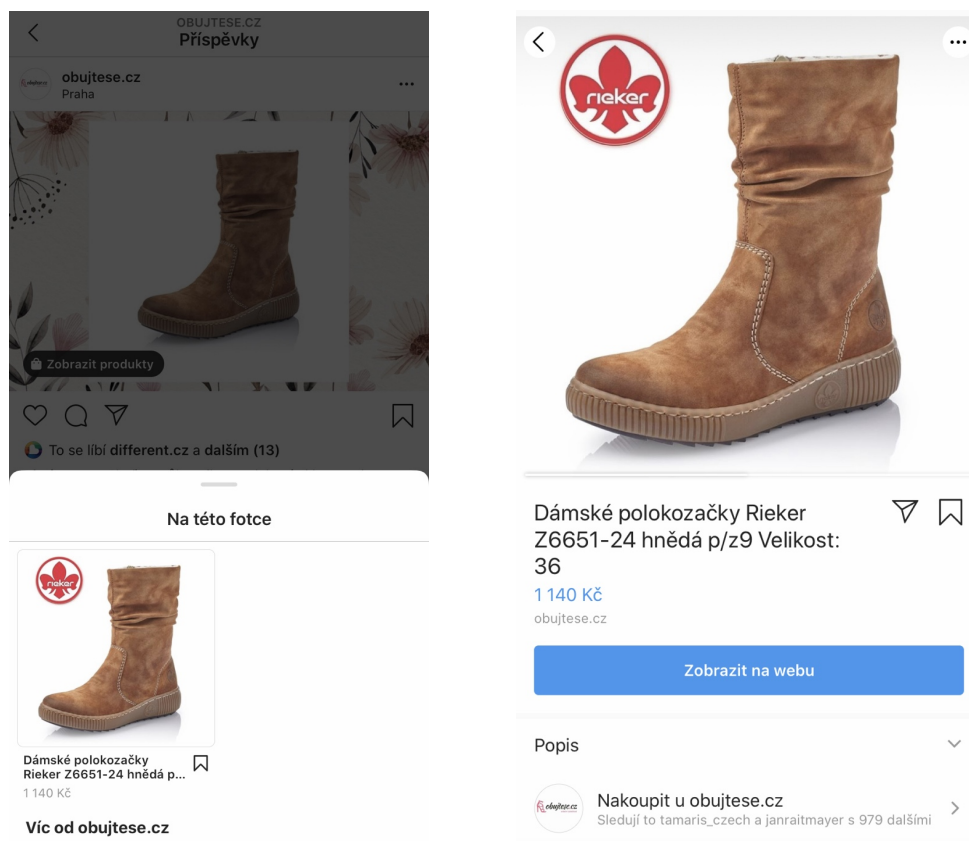 OBUJTESE.CZ
Příspěvky
obujtese.cz
Praha
Zobrazit produkty
To se líbí different.cz a dalším (13)
Na této fotce
rieker
Dámské polokozačky
Rieker Z6651-24 hnědá p...
1 140 Kč
Víc od obujtese.cz
rieker
Dámské polokozačky Rieker
Z6651-24 hnědá p/z9 Velikost:
36
1 140 Kč
obujtese.cz
Zobrazit na webu
Popis
obujtese.cz
Nakoupit u obujtese.cz
Sledují to tamaris_czech a janraitmayer s 979 dalšími